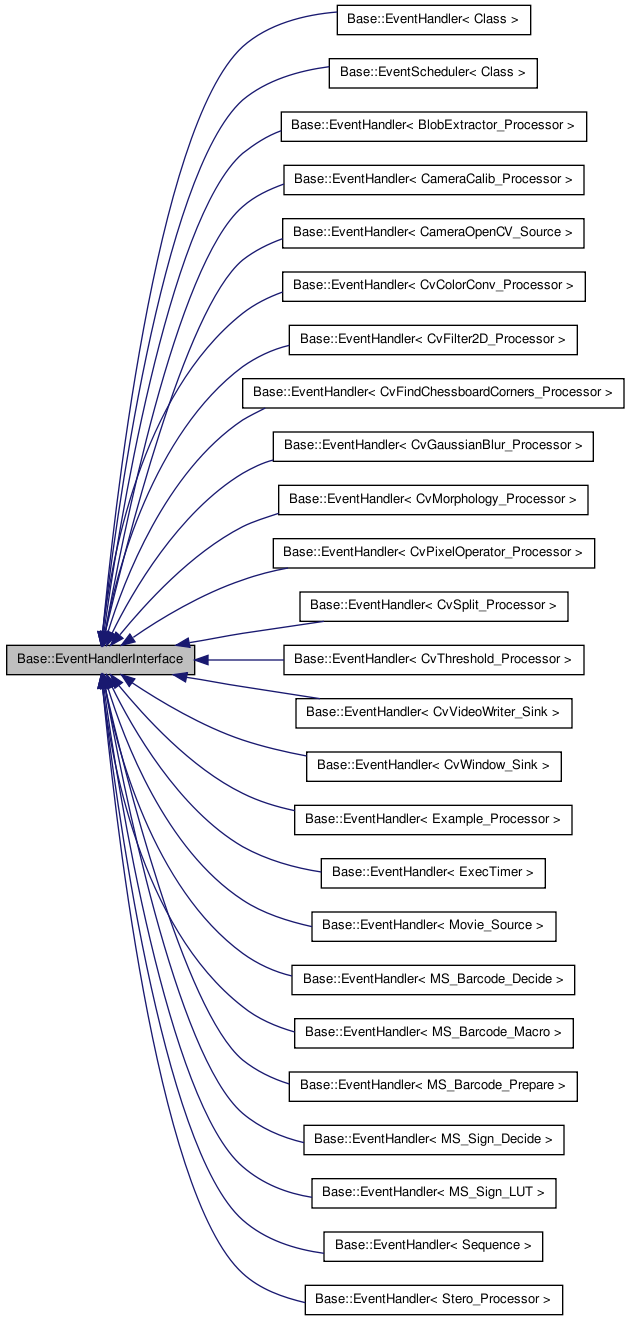 Base::EventHandler< Class >
Base::EventScheduler< Class >
Base::EventHandler< BlobExtractor_Processor >
Base::EventHandler< CameraCalib_Processor >
Base::EventHandler< CameraOpenCV_Source >
Base::EventHandler< CvColorConv_Processor >
Base::EventHandler< CvFilter2D_Processor >
Base::EventHandler< CvFindChessboardCorners_Processor >
Base::EventHandler< CvGaussianBlur_Processor >
Base::EventHandler< CvMorphology_Processor >
Base::EventHandler< CvPixelOperator_Processor >
Base::EventHandler< CvSplit_Processor >
Base::EventHandlerInterface
Base::EventHandler< CvThreshold_Processor >
Base::EventHandler< CvVideoWriter_Sink >
Base::EventHandler< CvWindow_Sink >
Base::EventHandler< Example_Processor >
Base::EventHandler< ExecTimer >
Base::EventHandler< Movie_Source >
Base::EventHandler< MS_Barcode_Decide >
Base::EventHandler< MS_Barcode_Macro >
Base::EventHandler< MS_Barcode_Prepare >
Base::EventHandler< MS_Sign_Decide >
Base::EventHandler< MS_Sign_LUT >
Base::EventHandler< Sequence >
Base::EventHandler< Stero_Processor >